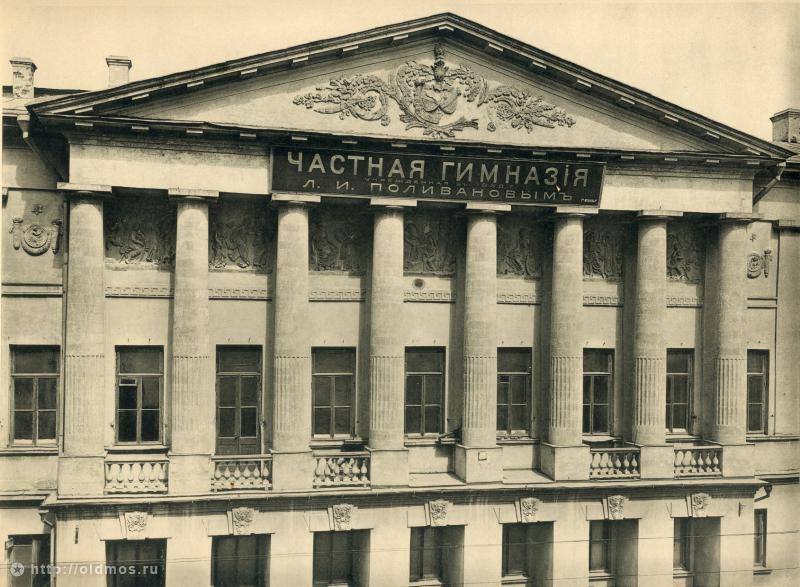 ЧАСТНАЯ ГИМНАЗІЯ
Л. И. ПОЛИВАНОВЫМЪ
http://oldmos.ru